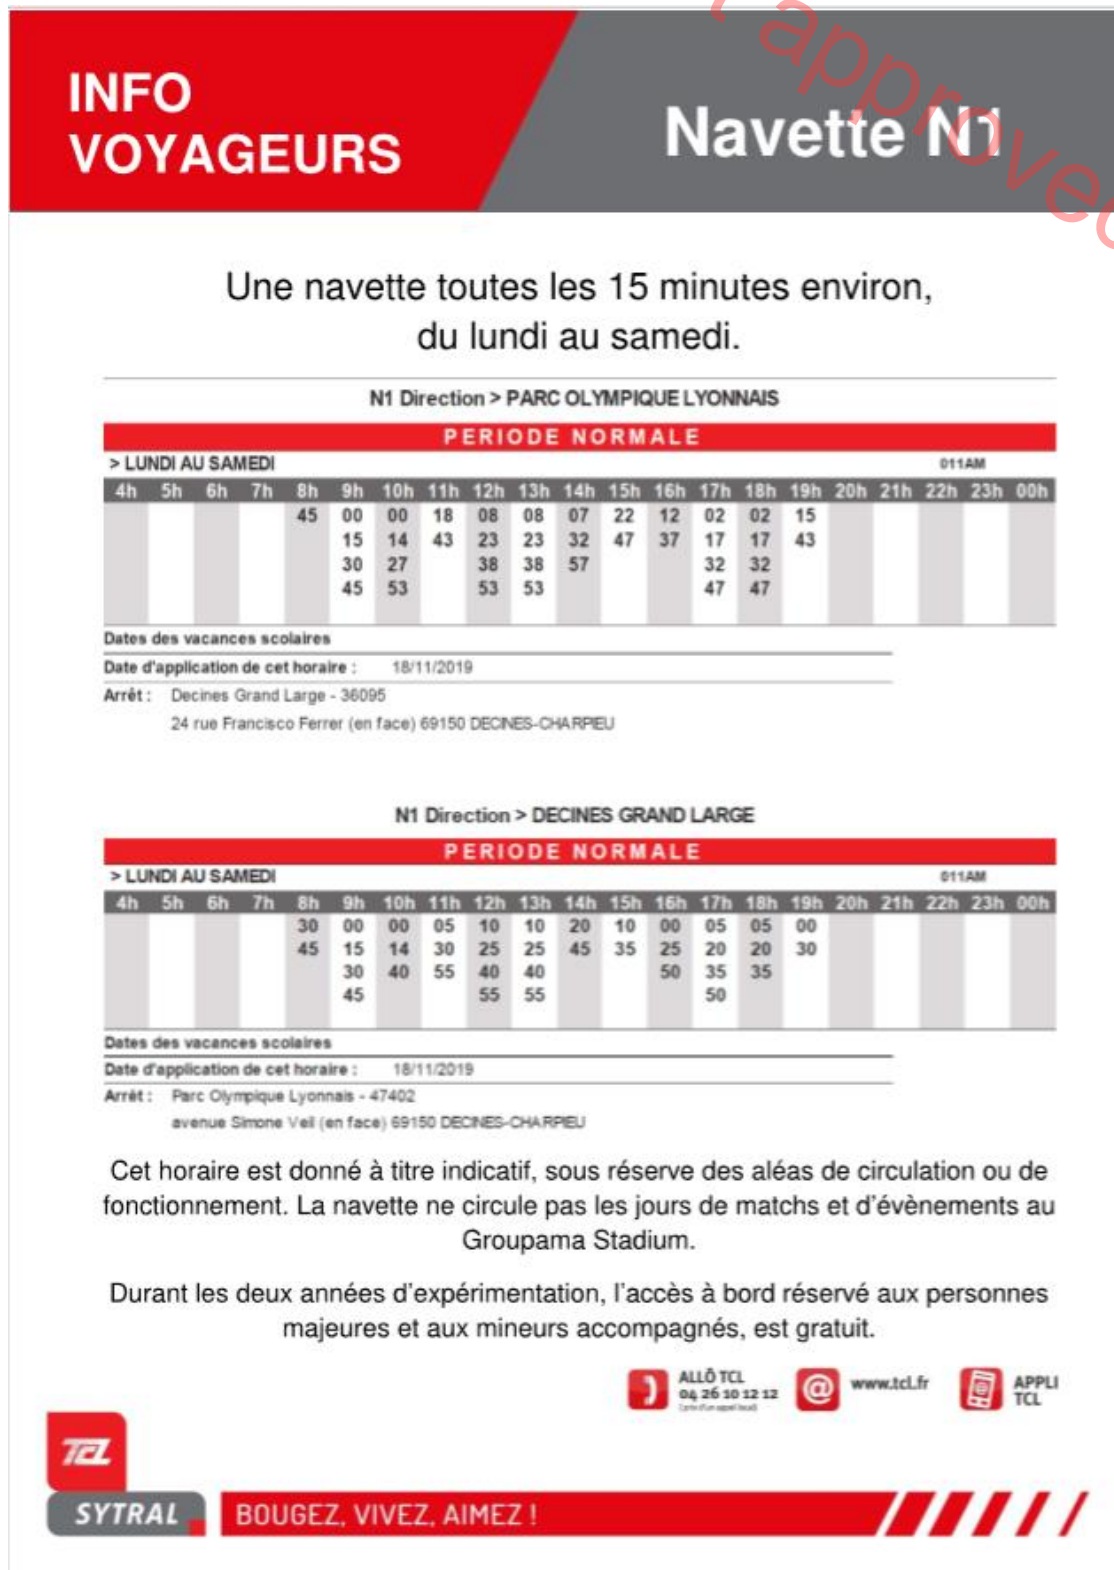 INFO
VOYAGEURS
Navette N1
approved
Une navette toutes les 15 minutes environ,
du lundi au samedi.
N1 Direction > PARC OLYMPIQUE LYONNAIS
PERIODE NORMALE
> LUNDI AU SAMEDI 011AM
4h 5h 6h 7h 8h 9h 10h 11h 12h 13h 14h 15h 16h 17h 18h 19h 20h 21h 22h 23h 00h
45 00 00 18 08 08 07 22 12 02 02 15
15 14 43 23 23 32 47 37 17 17 43
30 27 38 38 57 32 32
45 53 53 53 47 47
Dates des vacances scolaires
Date d'application de cet horaire : 18/11/2019
Arrêt : Decines Grand Large - 36095
24 rue Francisco Ferrer (en face) 69150 DECINES-CHARPIEU
N1 Direction > DECINES GRAND LARGE
PERIODE NORMALE
> LUNDI AU SAMEDI 011AM
4h 5h 6h 7h 8h 9h 10h 11h 12h 13h 14h 15h 16h 17h 18h 19h 20h 21h 22h 23h 00h
30 00 00 05 10 10 20 10 00 05 05 00
45 15 14 30 25 25 45 35 25 20 20 30
30 40 55 40 40 50 35 35
45 55 55 50
Dates des vacances scolaires
Date d'application de cet horaire : 18/11/2019
Arrêt : Parc Olympique Lyonnais - 47402
avenue Simone Veil (en face) 69150 DECINES-CHARPIEU
Cet horaire est donné à titre indicatif, sous réserve des aléas de circulation ou de
fonctionnement. La navette ne circule pas les jours de matchs et d'évènements au
Groupama Stadium.
Durant les deux années d'expérimentation, l'accès à bord réservé aux personnes
majeures et aux mineurs accompagnés, est gratuit.
ALLÔ TCL
04 26 10 12 12
(prix d'un appel local)
www.tcl.fr
APPLI
TCL
TCL
SYTRAL
BOUGEZ, VIVEZ, AIMEZ !